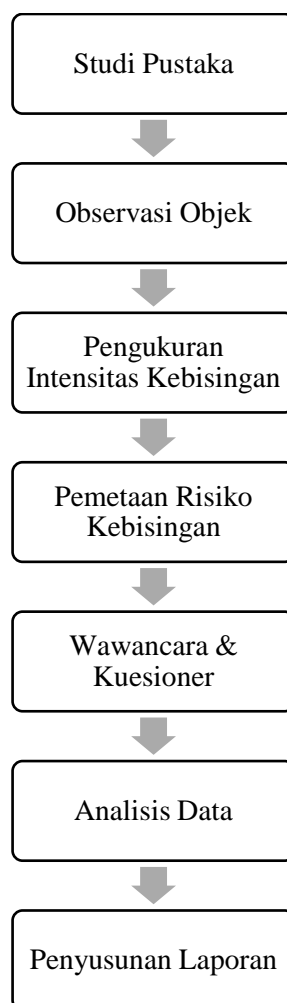 Studi Pustaka
Observasi Objek
Pengukuran
Intensitas Kebisingan
Pemetaan Risiko
Kebisingan
Wawancara &
Kuesioner
Analisis Data
Penyusunan Laporan